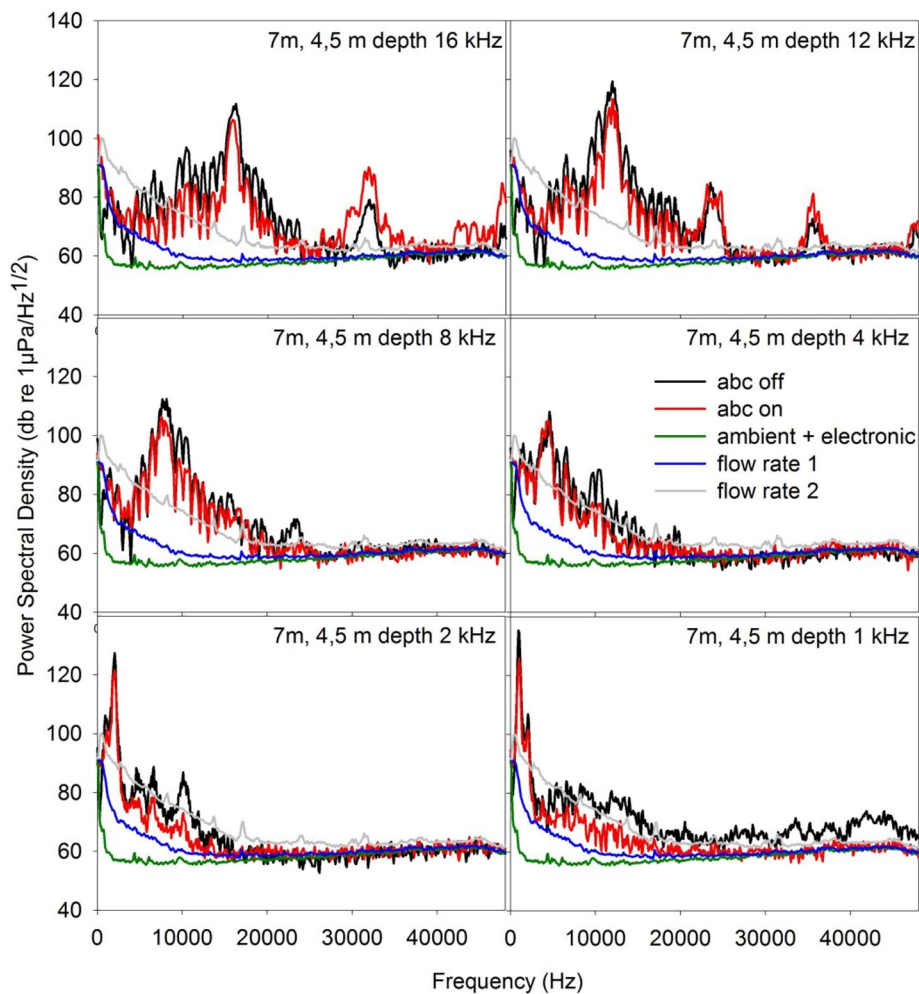 140
120
100
80
60
40
7m, 4,5 m depth 16 kHz
7m, 4,5 m depth 12 kHz
0
120
100
80
60
40
7m, 4,5 m depth 8 kHz
7m, 4,5 m depth 4 kHz
abc off
abc on
ambient + electronic
flow rate 1
flow rate 2
0
120
100
80
60
40
7m, 4,5 m depth 2 kHz
7m, 4,5 m depth 1 kHz
Power Spectral Density (db re 1µPa/Hz1/2)
0 10000 20000 30000 40000
0 10000 20000 30000 40000
Frequency (Hz)